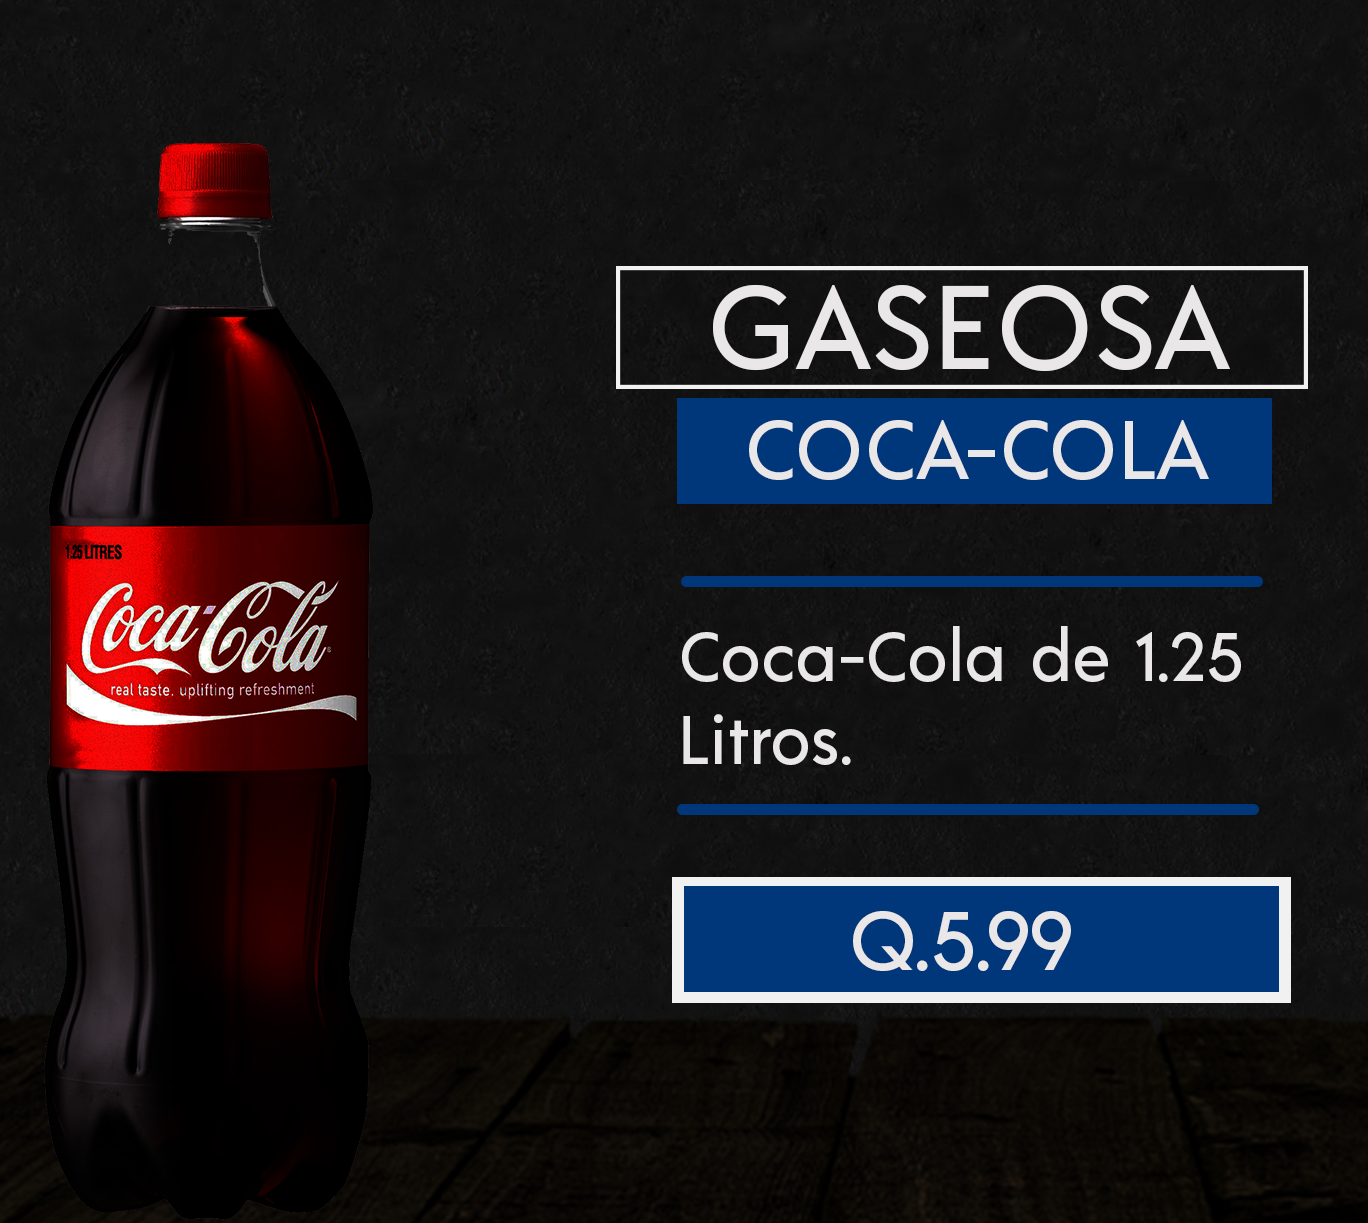 GASEOSA
COCA-COLA
1.25 LITRES
Coca-Cola
real taste. uplifting refreshment
Coca-Cola de 1.25
Litros.
Q.5.99